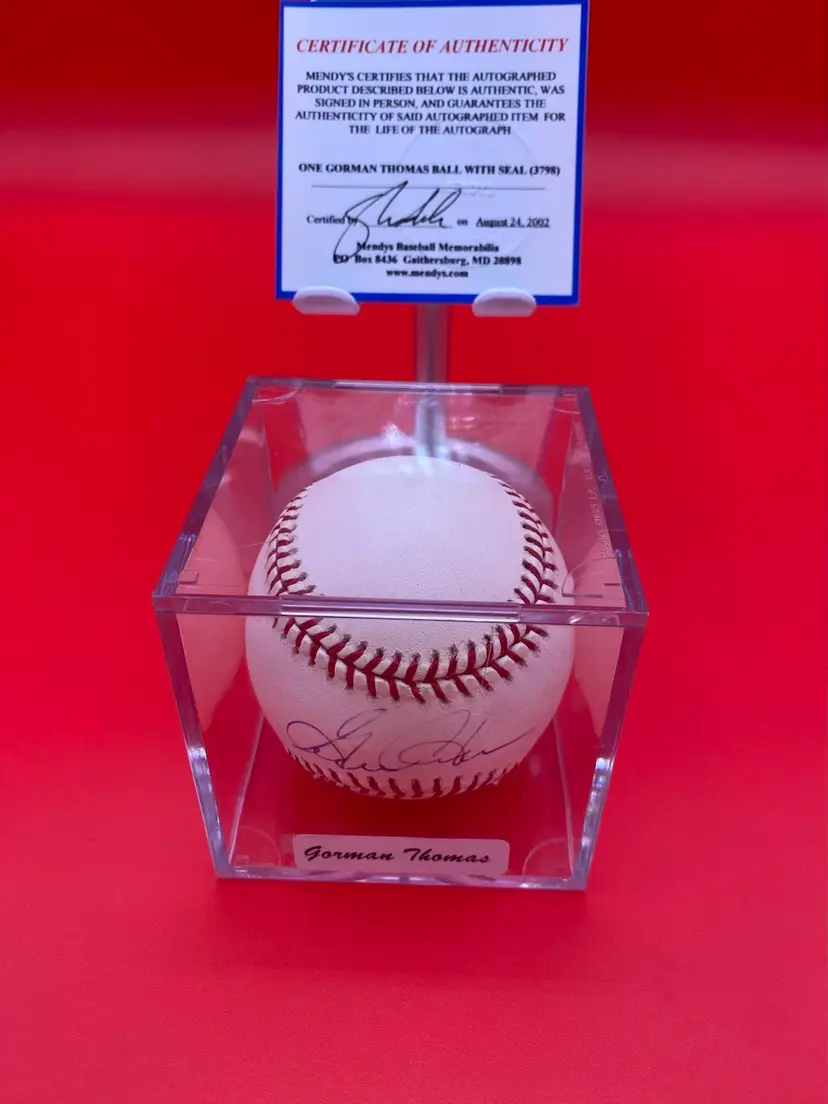 CERTIFICATE OF AUTHENTICITY
MENDY'S CERTIFIES THAT THE AUTOGRAPHED
PRODUCT DESCRIBED BELOW IS AUTHENTIC, WAS
SIGNED IN PERSON, AND GUARANTEES THE
AUTHENTICITY OF SAID AUTOGRAPHED ITEM FOR
THE LIFE OF THE AUTOGRAPH
ONE GORMAN THOMAS BALL WITH SEAL (3798)
Certified by on August 24, 2002
Mendys Baseball Memorabilia
PO Box 8436 Gaithersburg, MD 20898
www.mendys.com
Gorman Thomas